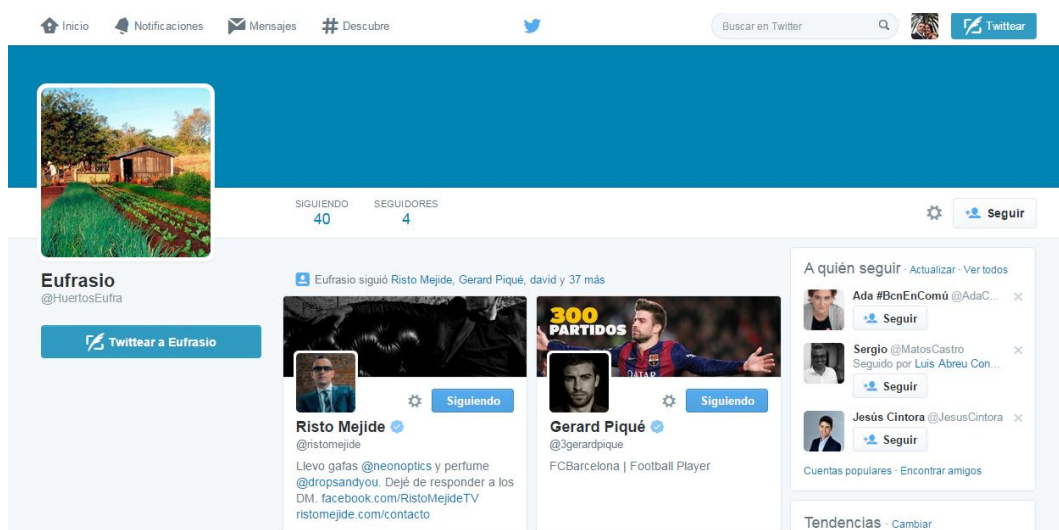 Inicio Notificaciones Mensajes Descubre Buscar en Twitter Twittear
SIGUIENDO SEGUIDORES
40 4
Seguir
Eufrasio
@HuertosEufra
Twittear a Eufrasio
Eufrasio siguió Risto Mejide, Gerard Piqué, david y 37 más
Siguiendo
Risto Mejide
@ristomejide
Llevo gafas @neonoptics y perfume
@dropsandyou. Dejé de responder a los
DM. facebook.com/RistoMejideTV
ristomejide.com/contacto
300
PARTIDOS
QATAR
Siguiendo
Gerard Piqué
@3gerardpique
FCBarcelona | Football Player
A quién seguir · Actualizar · Ver todos
Ada #BcnEnComú @AdaC...
Seguir
Sergio @MatosCastro
Seguido por Luis Abreu Con...
Seguir
Jesús Cintora @JesusCintora
Seguir
Cuentas populares · Encontrar amigos
Tendencias · Cambiar